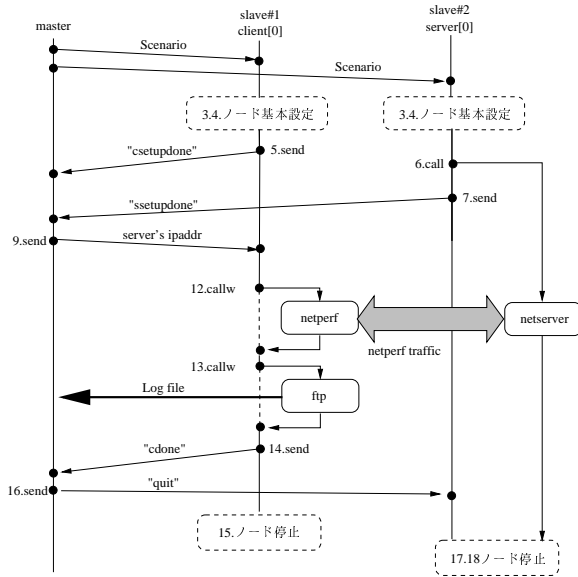 master
slave#1
client[0]
slave#2
server[0]
Scenario
Scenario
3.4.ノード基本設定
3.4.ノード基本設定
"csetupdone"
5.send
6.call
"ssetupdone"
7.send
9.send
server's ipaddr
12.callw
netperf
netserver
netperf traffic
13.callw
Log file
ftp
"cdone"
14.send
16.send
"quit"
15.ノード停止
17.18ノード停止